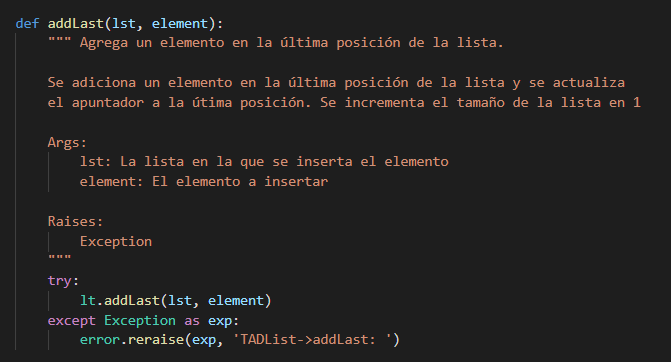 def addLast(lst, element):
""" Agrega un elemento en la última posición de la lista.
Se adiciona un elemento en la última posición de la lista y se actualiza
el apuntador a la útima posición. Se incrementa el tamaño de la lista en 1
Args:
lst: La lista en la que se inserta el elemento
element: El elemento a insertar
Raises:
Exception
"""
try:
lt.addLast(lst, element)
except Exception as exp:
error.reraise(exp, 'TADList->addLast: ')